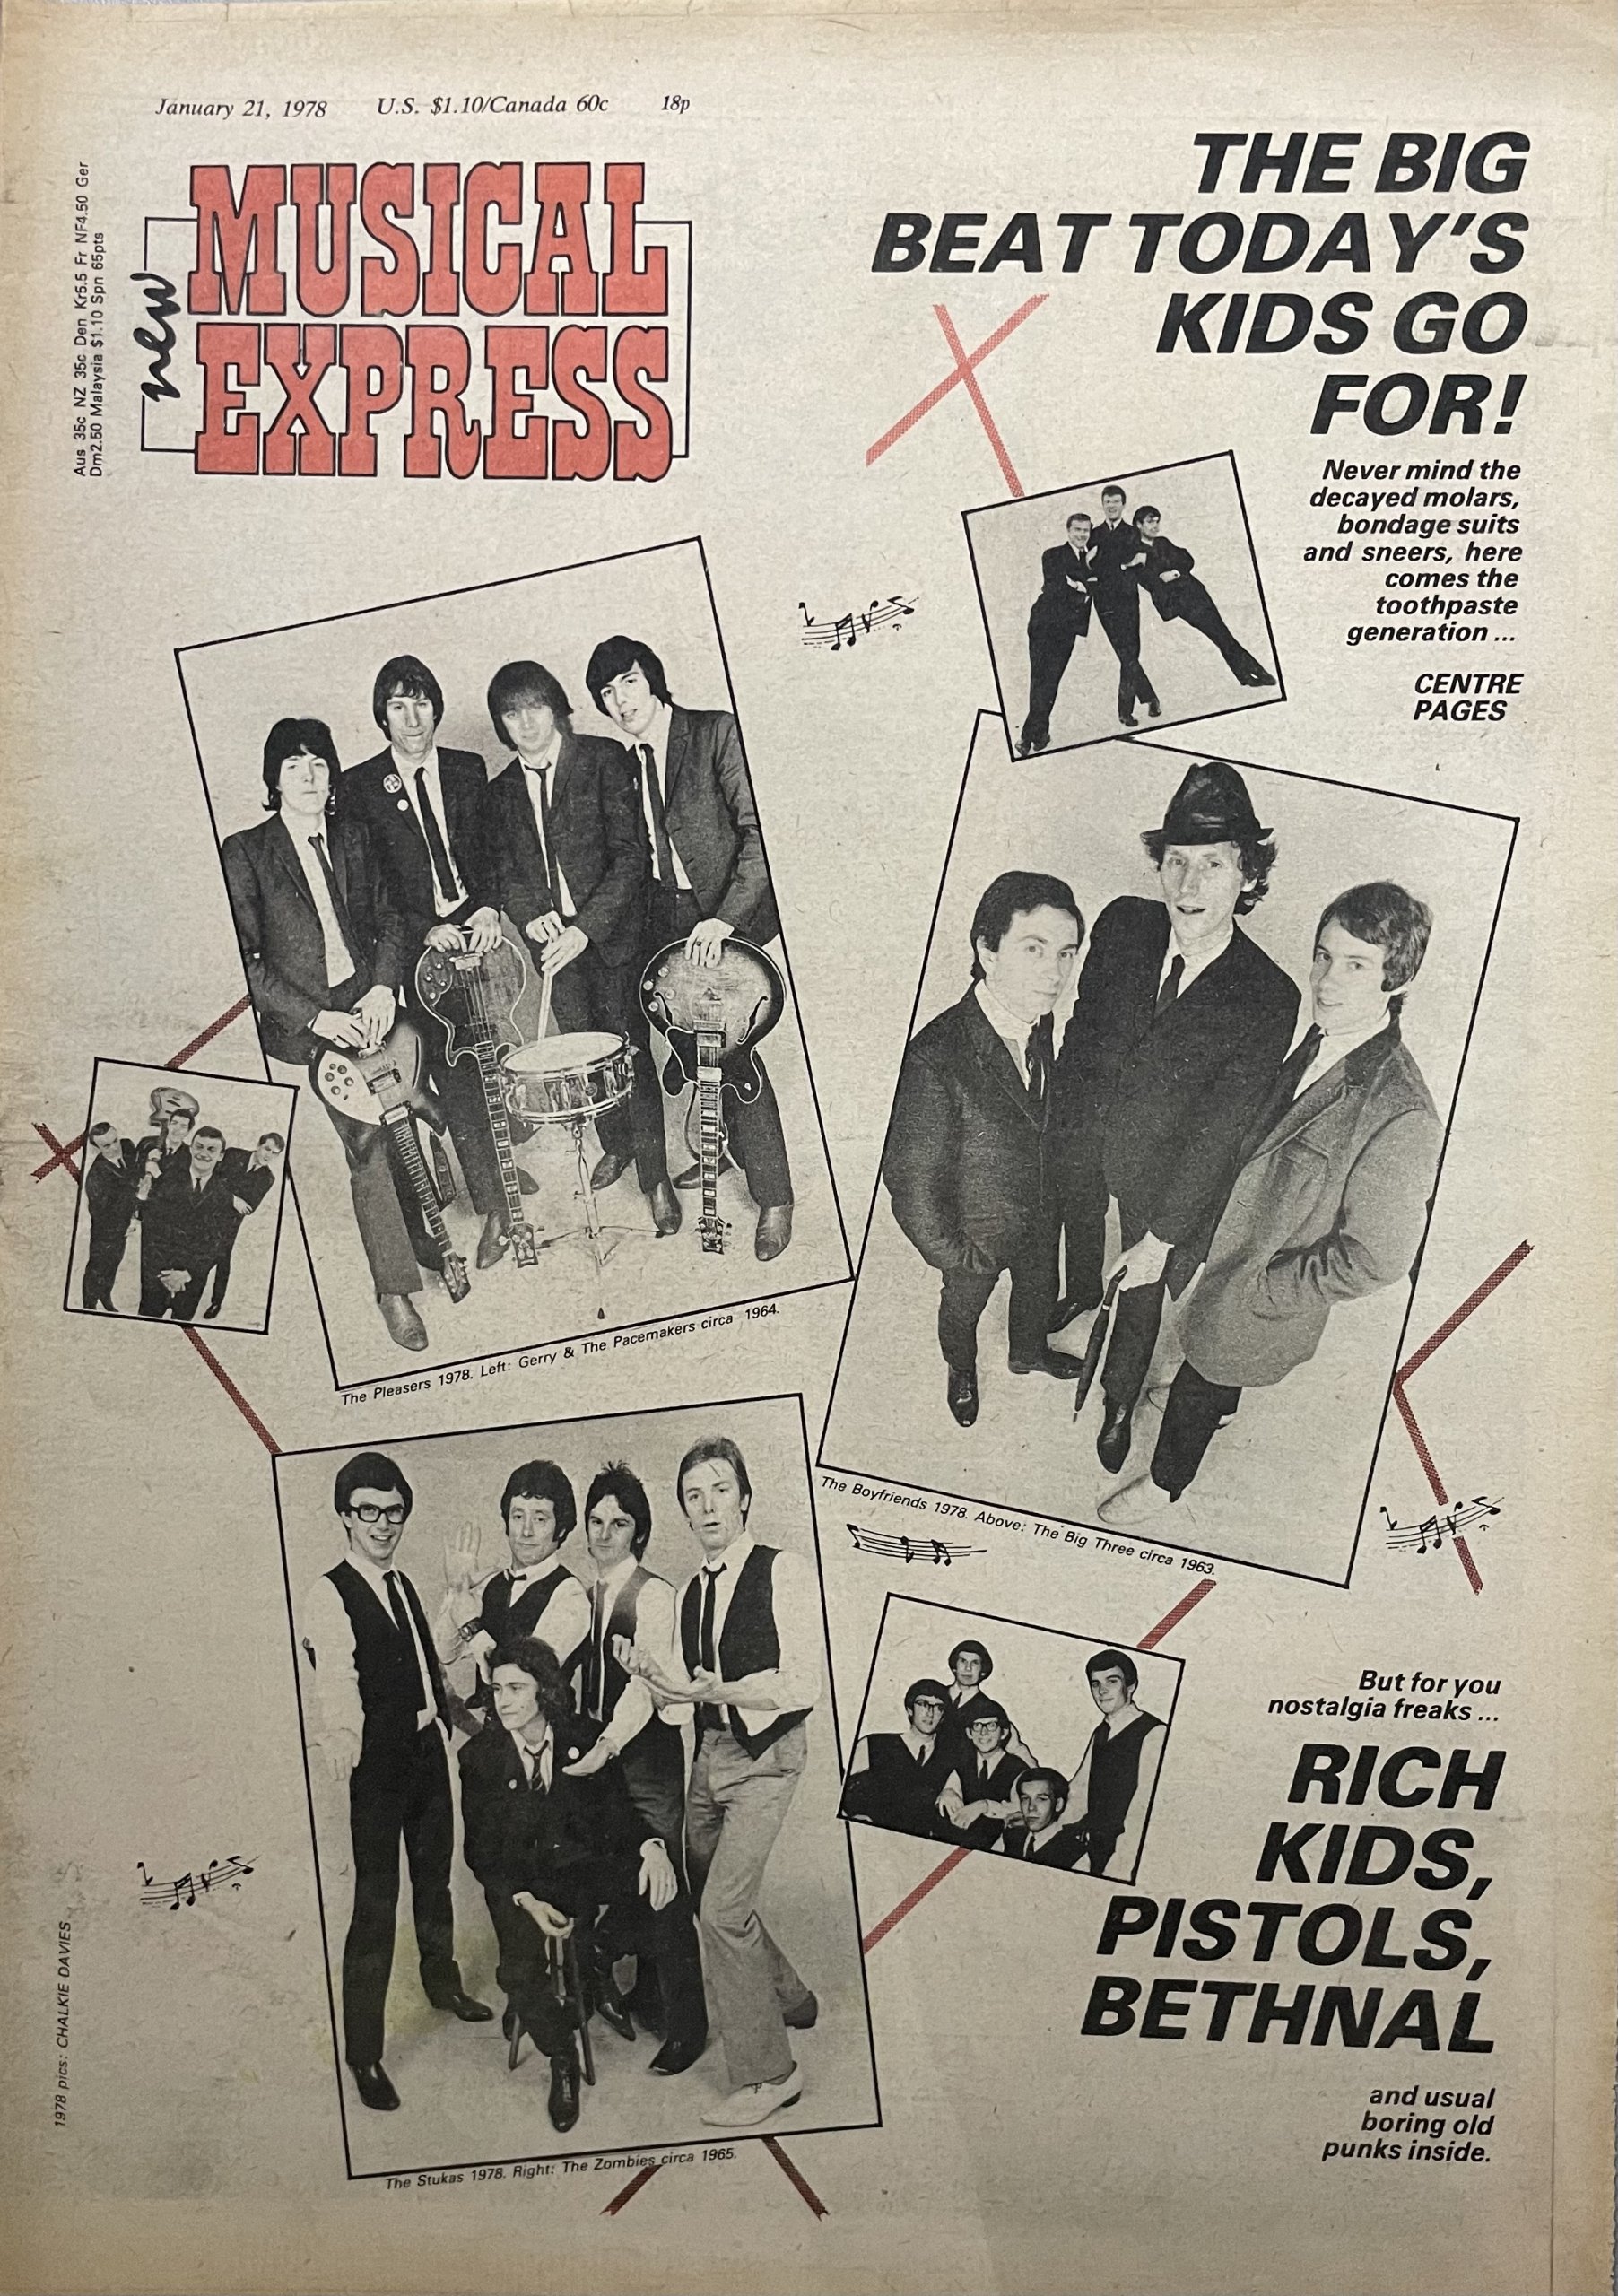 January 21, 1978 U.S. $1.10/Canada 60c 18p
Aus 35c NZ 35c Den Kr5.5 Fr NF4.50 Ger
Dm2.50 Malaysia $1.10 Spn 65pts
new
MUSICAL
EXPRESS
THE BIG
BEAT TODAY'S
KIDS GO
FOR!
Never mind the
decayed molars,
bondage suits
and sneers, here
comes the
toothpaste
generation ...
CENTRE
PAGES
The Pleasers 1978. Left: Gerry & The Pacemakers circa 1964.
The Boyfriends 1978. Above: The Big Three circa 1963.
The Stukas 1978. Right: The Zombies circa 1965.
But for you
nostalgia freaks ...
RICH
KIDS,
PISTOLS,
BETHNAL
and usual
boring old
punks inside.
1978 pics: CHALKIE DAVIES